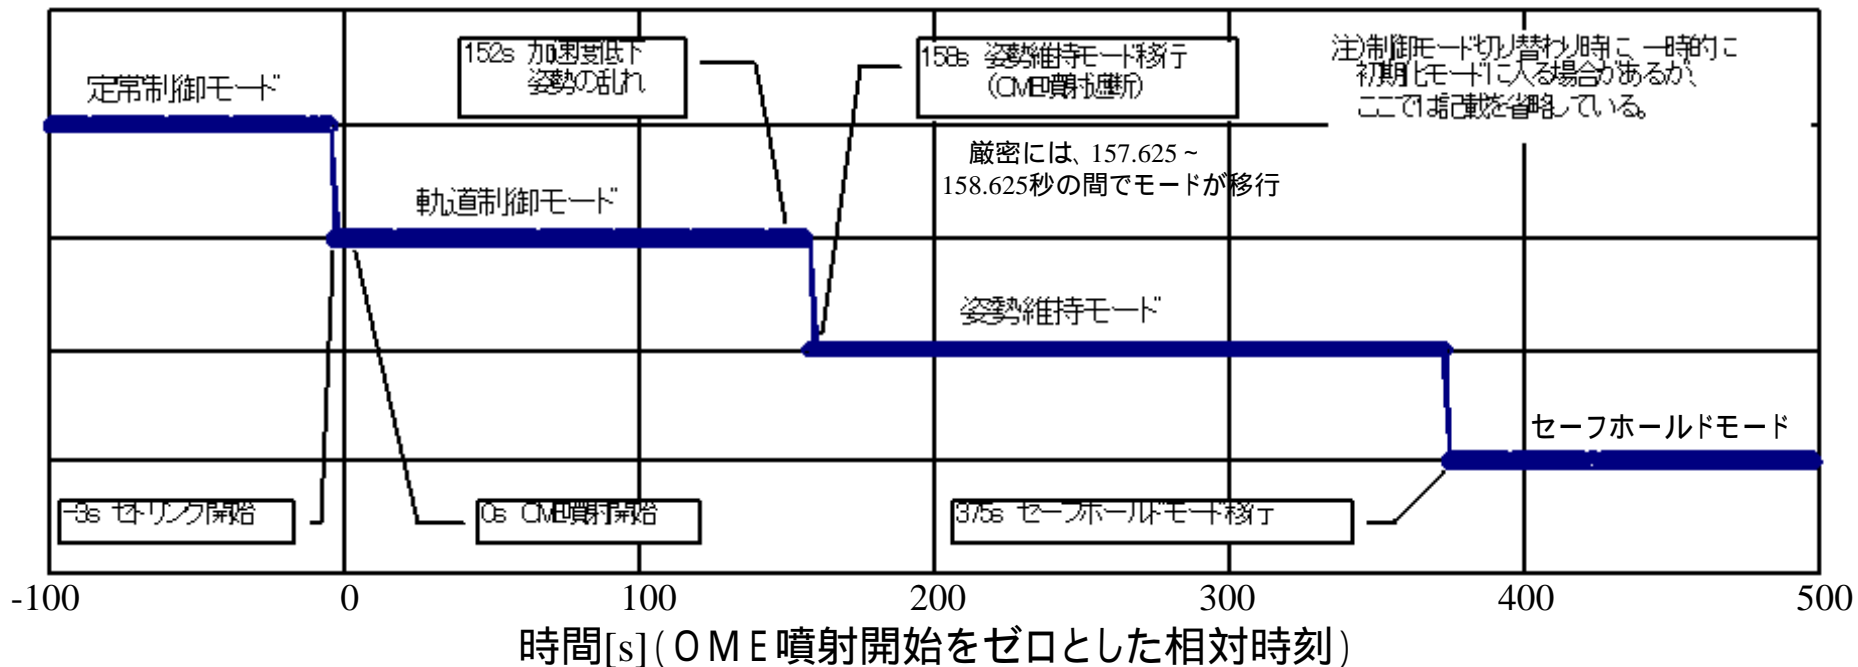 定常制御モード
152s 加速度低下
姿勢の乱れ
158s 姿勢維持モード移行
(OME噴射遮断)
注)制御モード切り替わり時に、一時的に
初期化モードに入る場合があるが、
ここでは記載を省略している。
厳密には、157.625～
158.625秒の間でモードが移行
軌道制御モード
姿勢維持モード
セーフホールドモード
-3s セトリング開始
0s OME噴射開始
375s セーフホールドモード移行
-100 0 100 200 300 400 500
時間[s](OME噴射開始をゼロとした相対時刻)